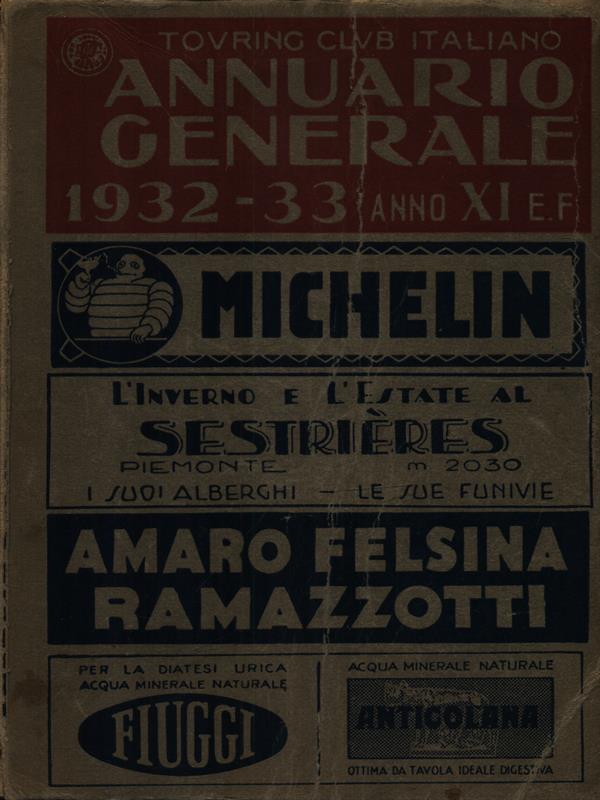 TOVRING CLVB ITALIANO
ANNUARIO
GENERALE
1932-33 ANNO XI E.F
MICHELIN
L'INVERNO E L'ESTATE AL
SESTRIÈRES
PIEMONTE m 2030
I SUOI ALBERGHI - LE SUE FUNIVIE
AMARO FELSINA
RAMAZZOTTI
PER LA DIATESI URICA
ACQUA MINERALE NATURALE
FIUGGI
ACQUA MINERALE NATURALE
ANTICOLANA
OTTIMA DA TAVOLA IDEALE DIGESTIVA